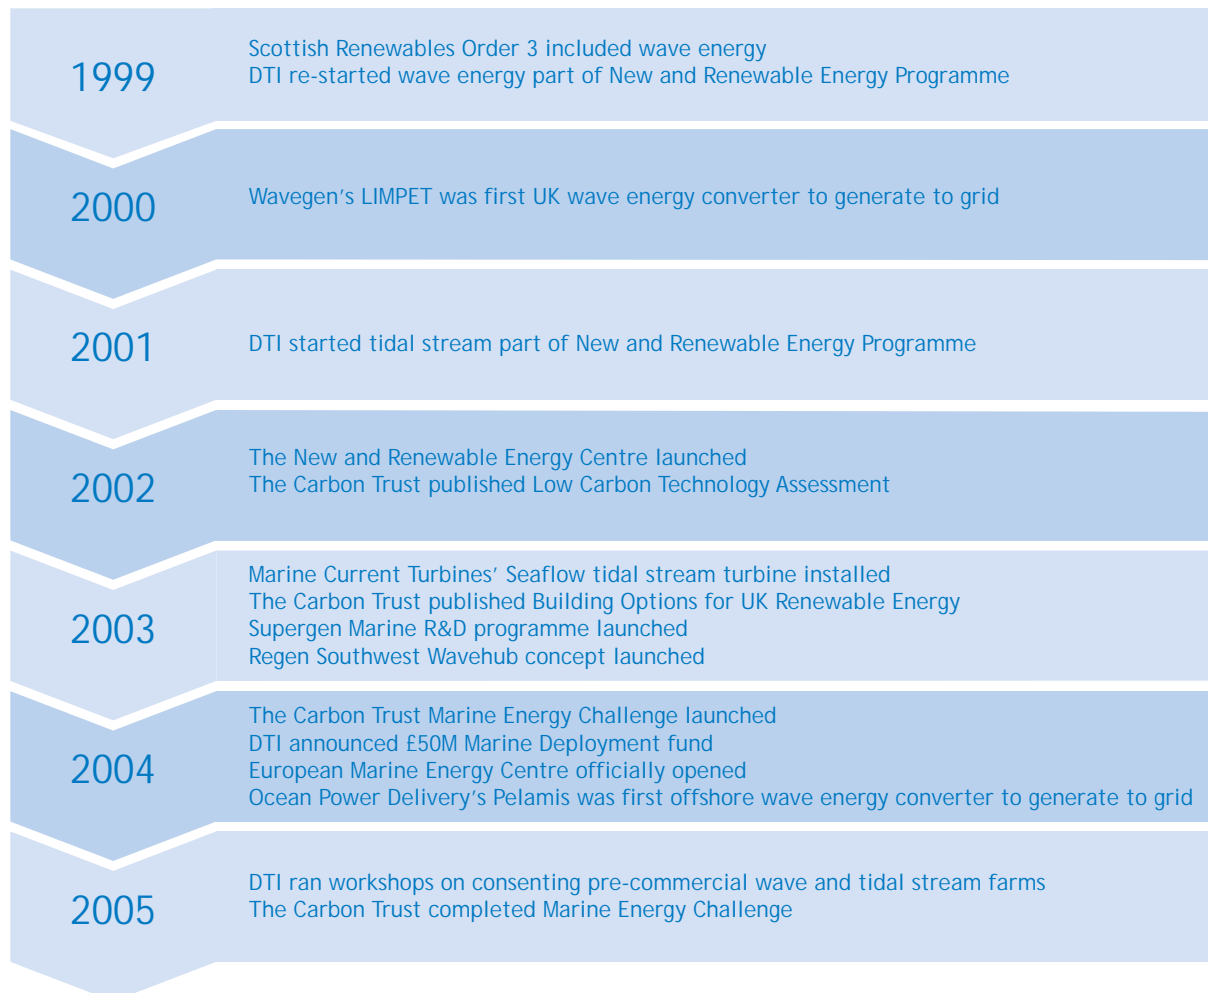 1999
Scottish Renewables Order 3 included wave energy
DTI re-started wave energy part of New and Renewable Energy Programme
2000
Wavegen's LIMPET was first UK wave energy converter to generate to grid
2001
DTI started tidal stream part of New and Renewable Energy Programme
2002
The New and Renewable Energy Centre launched
The Carbon Trust published Low Carbon Technology Assessment
2003
Marine Current Turbines' Seaflow tidal stream turbine installed
The Carbon Trust published Building Options for UK Renewable Energy
Supergen Marine R&D programme launched
Regen Southwest Wavehub concept launched
2004
The Carbon Trust Marine Energy Challenge launched
DTI announced £50M Marine Deployment fund
European Marine Energy Centre officially opened
Ocean Power Delivery's Pelamis was first offshore wave energy converter to generate to grid
2005
DTI ran workshops on consenting pre-commercial wave and tidal stream farms
The Carbon Trust completed Marine Energy Challenge